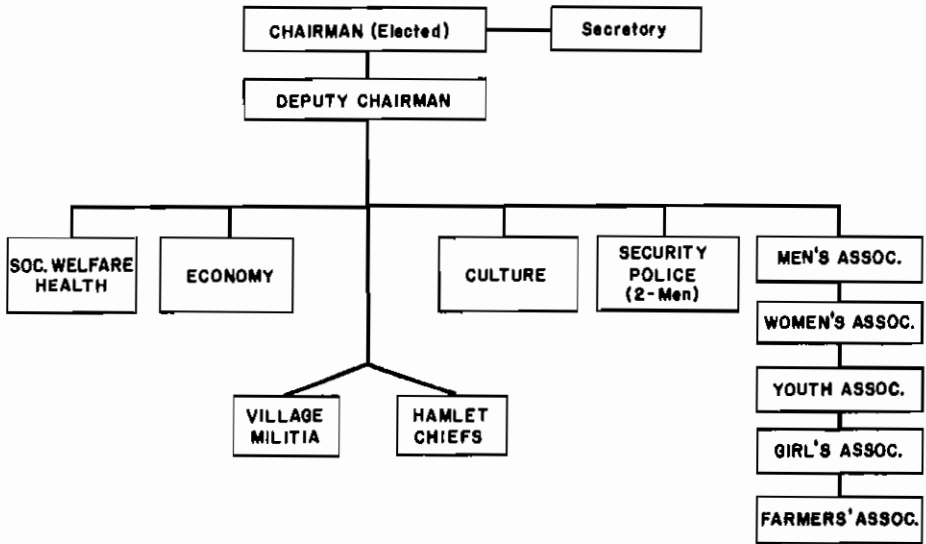 CHAIRMAN (Elected)
Secretory
DEPUTY CHAIRMAN
SOC. WELFARE
HEALTH
ECONOMY
CULTURE
SECURITY
POLICE
(2-Men)
MEN'S ASSOC.
WOMEN'S ASSOC.
YOUTH ASSOC.
GIRL'S ASSOC.
FARMERS' ASSOC.
VILLAGE
MILITIA
HAMLET
CHIEFS